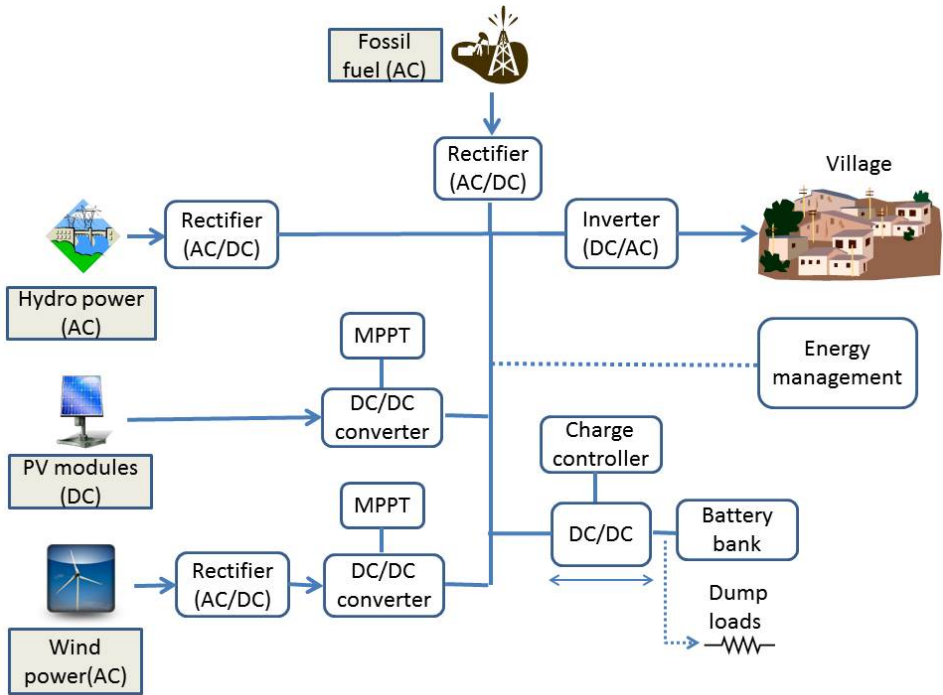 Fossil
fuel (AC)
Rectifier
(AC/DC)
Village
Rectifier
(AC/DC)
Inverter
(DC/AC)
Hydro power
(AC)
MPPT
Energy
management
DC/DC
converter
Charge
controller
PV modules
(DC)
MPPT
DC/DC
Battery
bank
Rectifier
(AC/DC)
DC/DC
converter
Dump
loads
Wind
power(AC)